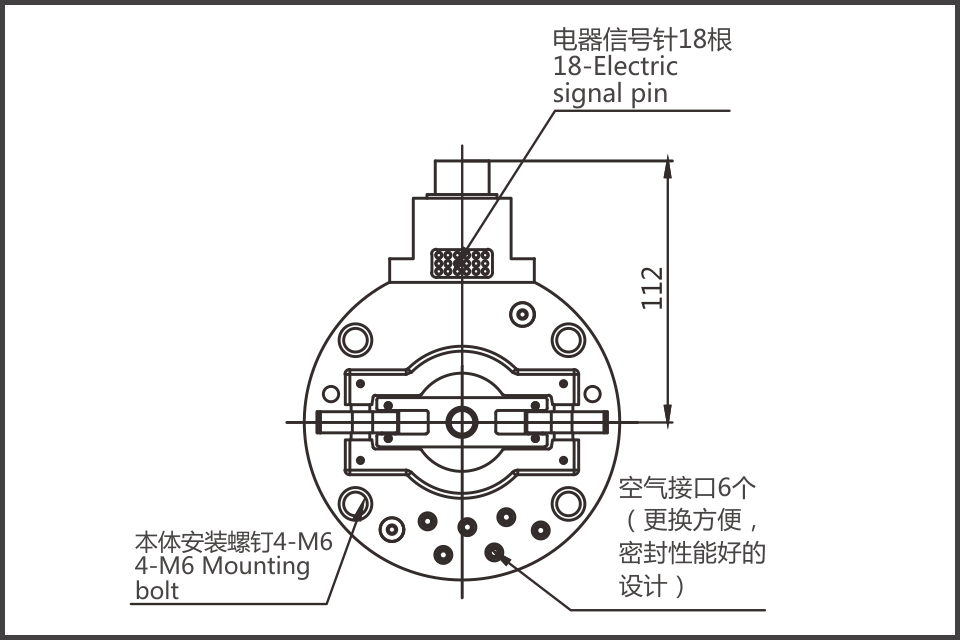 电器信号针18根
18-Electric
signal pin
112
空气接口6个
（更换方便，
密封性能好的
设计）
本体安装螺钉4-M6
4-M6 Mounting
bolt